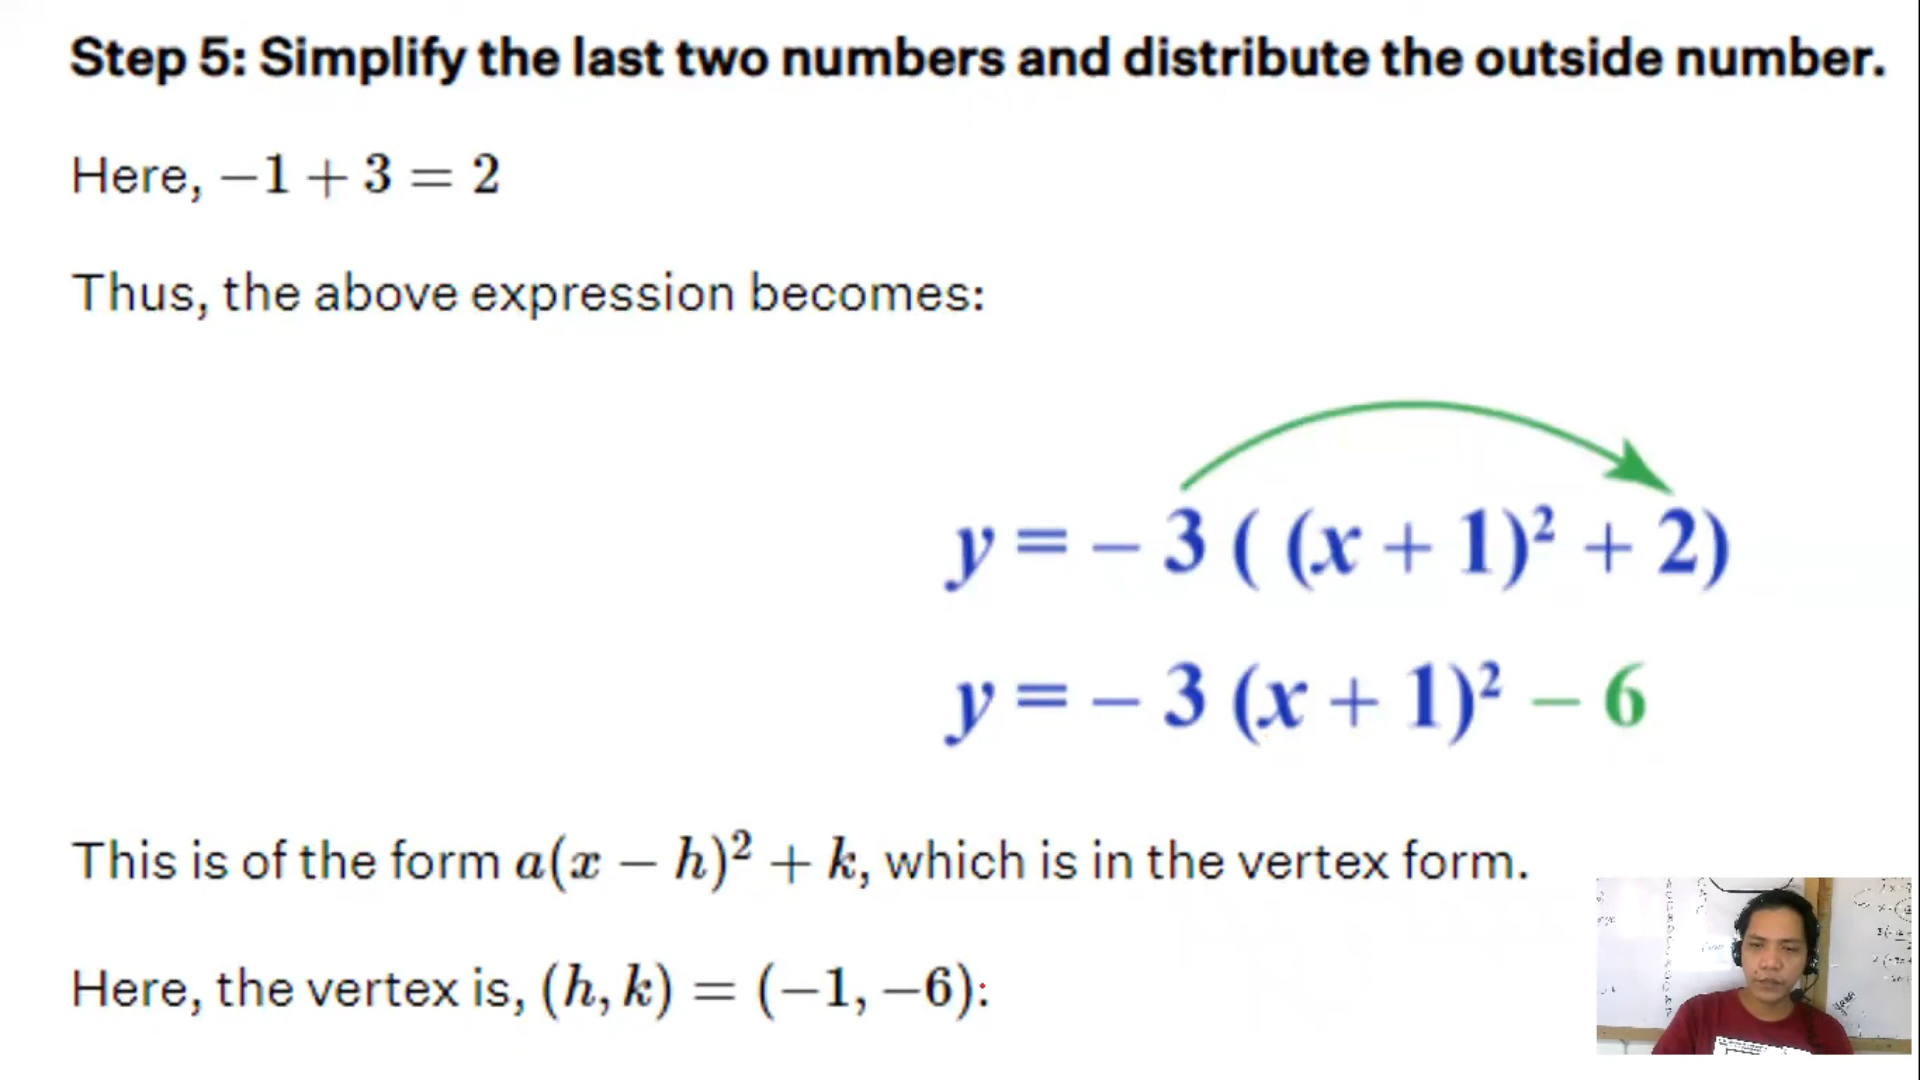 Step 5: Simplify the last two numbers and distribute the outside number.
Here, −1 + 3 = 2
Thus, the above expression becomes:
y = − 3 ( (x + 1)² + 2)
y = − 3 (x + 1)² − 6
This is of the form a(x − h)² + k, which is in the vertex form.
Here, the vertex is, (h, k) = (−1, −6):